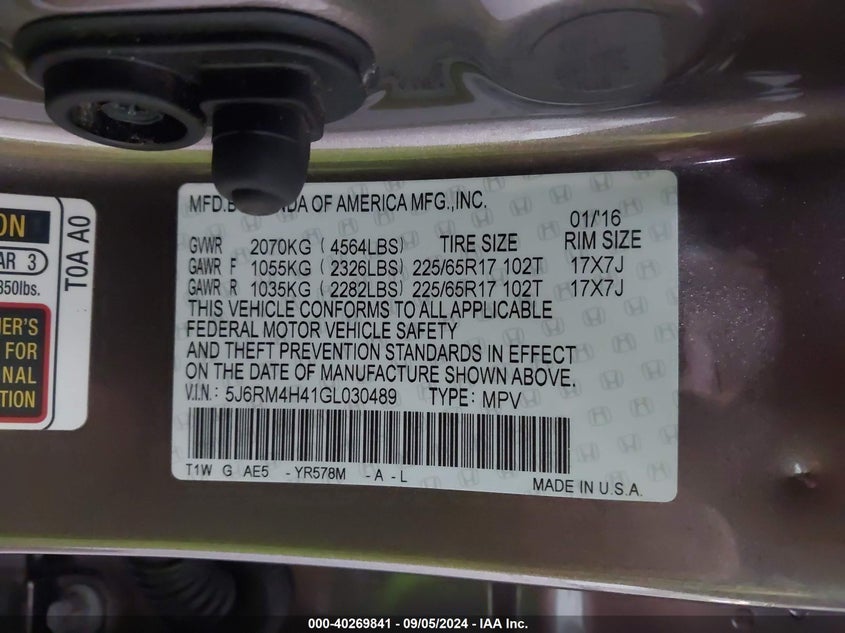 MFD.B DA OF AMERICA MFG.,INC.
01/'16
GVWR 2070KG (4564LBS) TIRE SIZE RIM SIZE
GAWR F 1055KG (2326LBS) 225/65R17 102T 17X7J
GAWR R 1035KG (2282LBS) 225/65R17 102T 17X7J
THIS VEHICLE CONFORMS TO ALL APPLICABLE
FEDERAL MOTOR VEHICLE SAFETY
AND THEFT PREVENTION STANDARDS IN EFFECT
ON THE DATE OF MANUFACTURE SHOWN ABOVE.
V.I.N.: 5J6RM4H41GL030489 TYPE: MPV
T1W G AE5 -YR578M -A-L
MADE IN U.S.A.
ON
AR 3
350lbs.
ER'S
FOR
NAL
TION
T0A A0
000-40269841 - 09/05/2024 - IAA Inc.